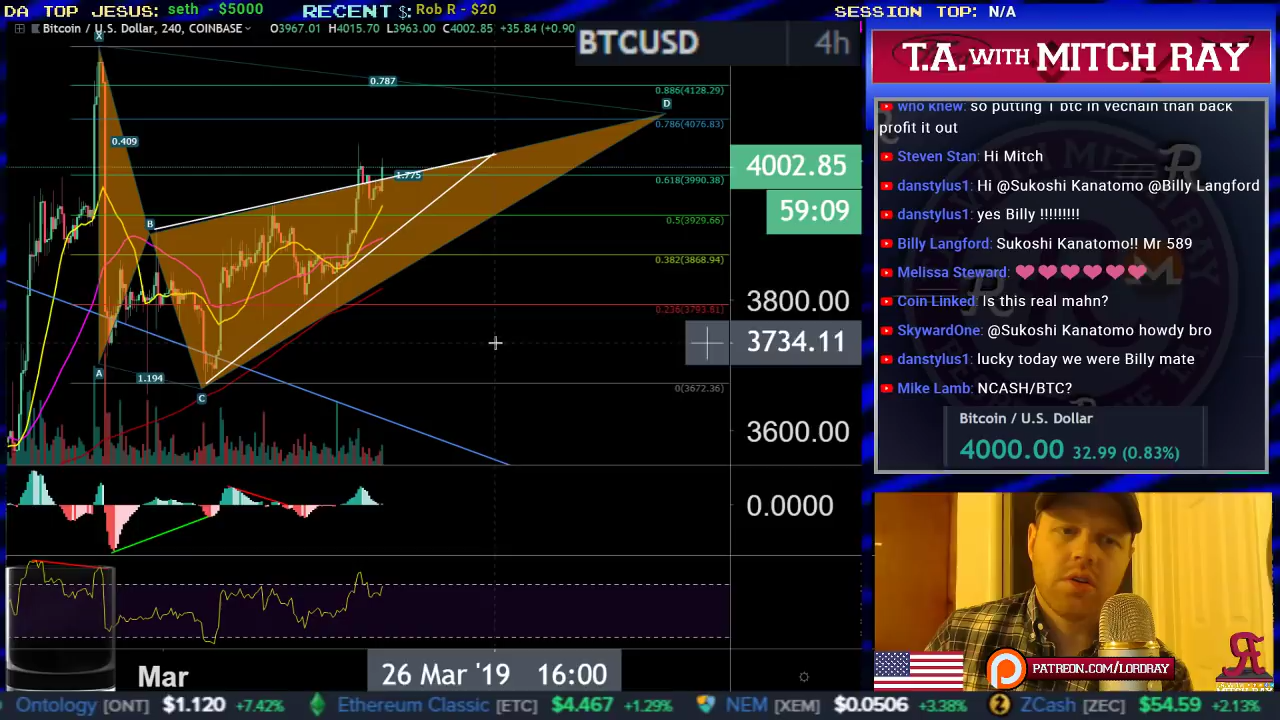 DA TOP JESUS: seth - $5000
RECENT $: Rob R - $20
SESSION TOP: N/A
Bitcoin / U.S. Dollar, 240, COINBASE O3967.01 H4015.70 L3963.00 C4002.85 +35.84 (+0.90
BTCUSD 4h
X
0.787
0.886(4128.29)
D
0.786(4076.83)
0.409
1.775
0.618(3990.38)
B
0.5(3929.66)
0.382(3868.94)
0.236(3793.81)
A
1.194
C
0(3672.36)
4002.85
59:09
3800.00
3734.11
3600.00
0.0000
Mar
26 Mar '19 16:00
T.A. WITH MITCH RAY
who knew: so putting 1 btc in vechain than back
profit it out
Steven Stan: Hi Mitch
danstylus1: Hi @Sukoshi Kanatomo @Billy Langford
danstylus1: yes Billy !!!!!!!!!
Billy Langford: Sukoshi Kanatomo!! Mr 589
Melissa Steward:
Coin Linked: Is this real mahn?
SkywardOne: @Sukoshi Kanatomo howdy bro
danstylus1: lucky today we were Billy mate
Mike Lamb: NCASH/BTC?
Bitcoin / U.S. Dollar
4000.00 32.99 (0.83%)
PATREON.COM/LORDRAY
Ontology [ONT] $1.120 +7.42% Ethereum Classic [ETC] $4.467 +1.29% NEM [XEM] $0.0506 +3.38% ZCash [ZEC] $54.59 +2.13%